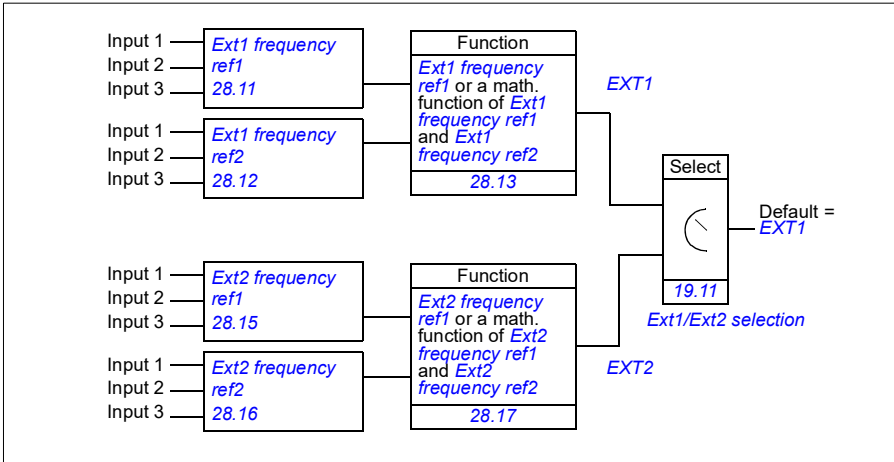 Input 1
Input 2
Input 3
Ext1 frequency
ref1
28.11
Input 1
Input 2
Input 3
Ext1 frequency
ref2
28.12
Function
Ext1 frequency
ref1 or a math.
function of Ext1
frequency ref1
and Ext1
frequency ref2
28.13
EXT1
Input 1
Input 2
Input 3
Ext2 frequency
ref1
28.15
Input 1
Input 2
Input 3
Ext2 frequency
ref2
28.16
Function
Ext2 frequency
ref1 or a math.
function of Ext2
frequency ref1
and Ext2
frequency ref2
28.17
EXT2
Select
19.11
Ext1/Ext2 selection
Default =
EXT1